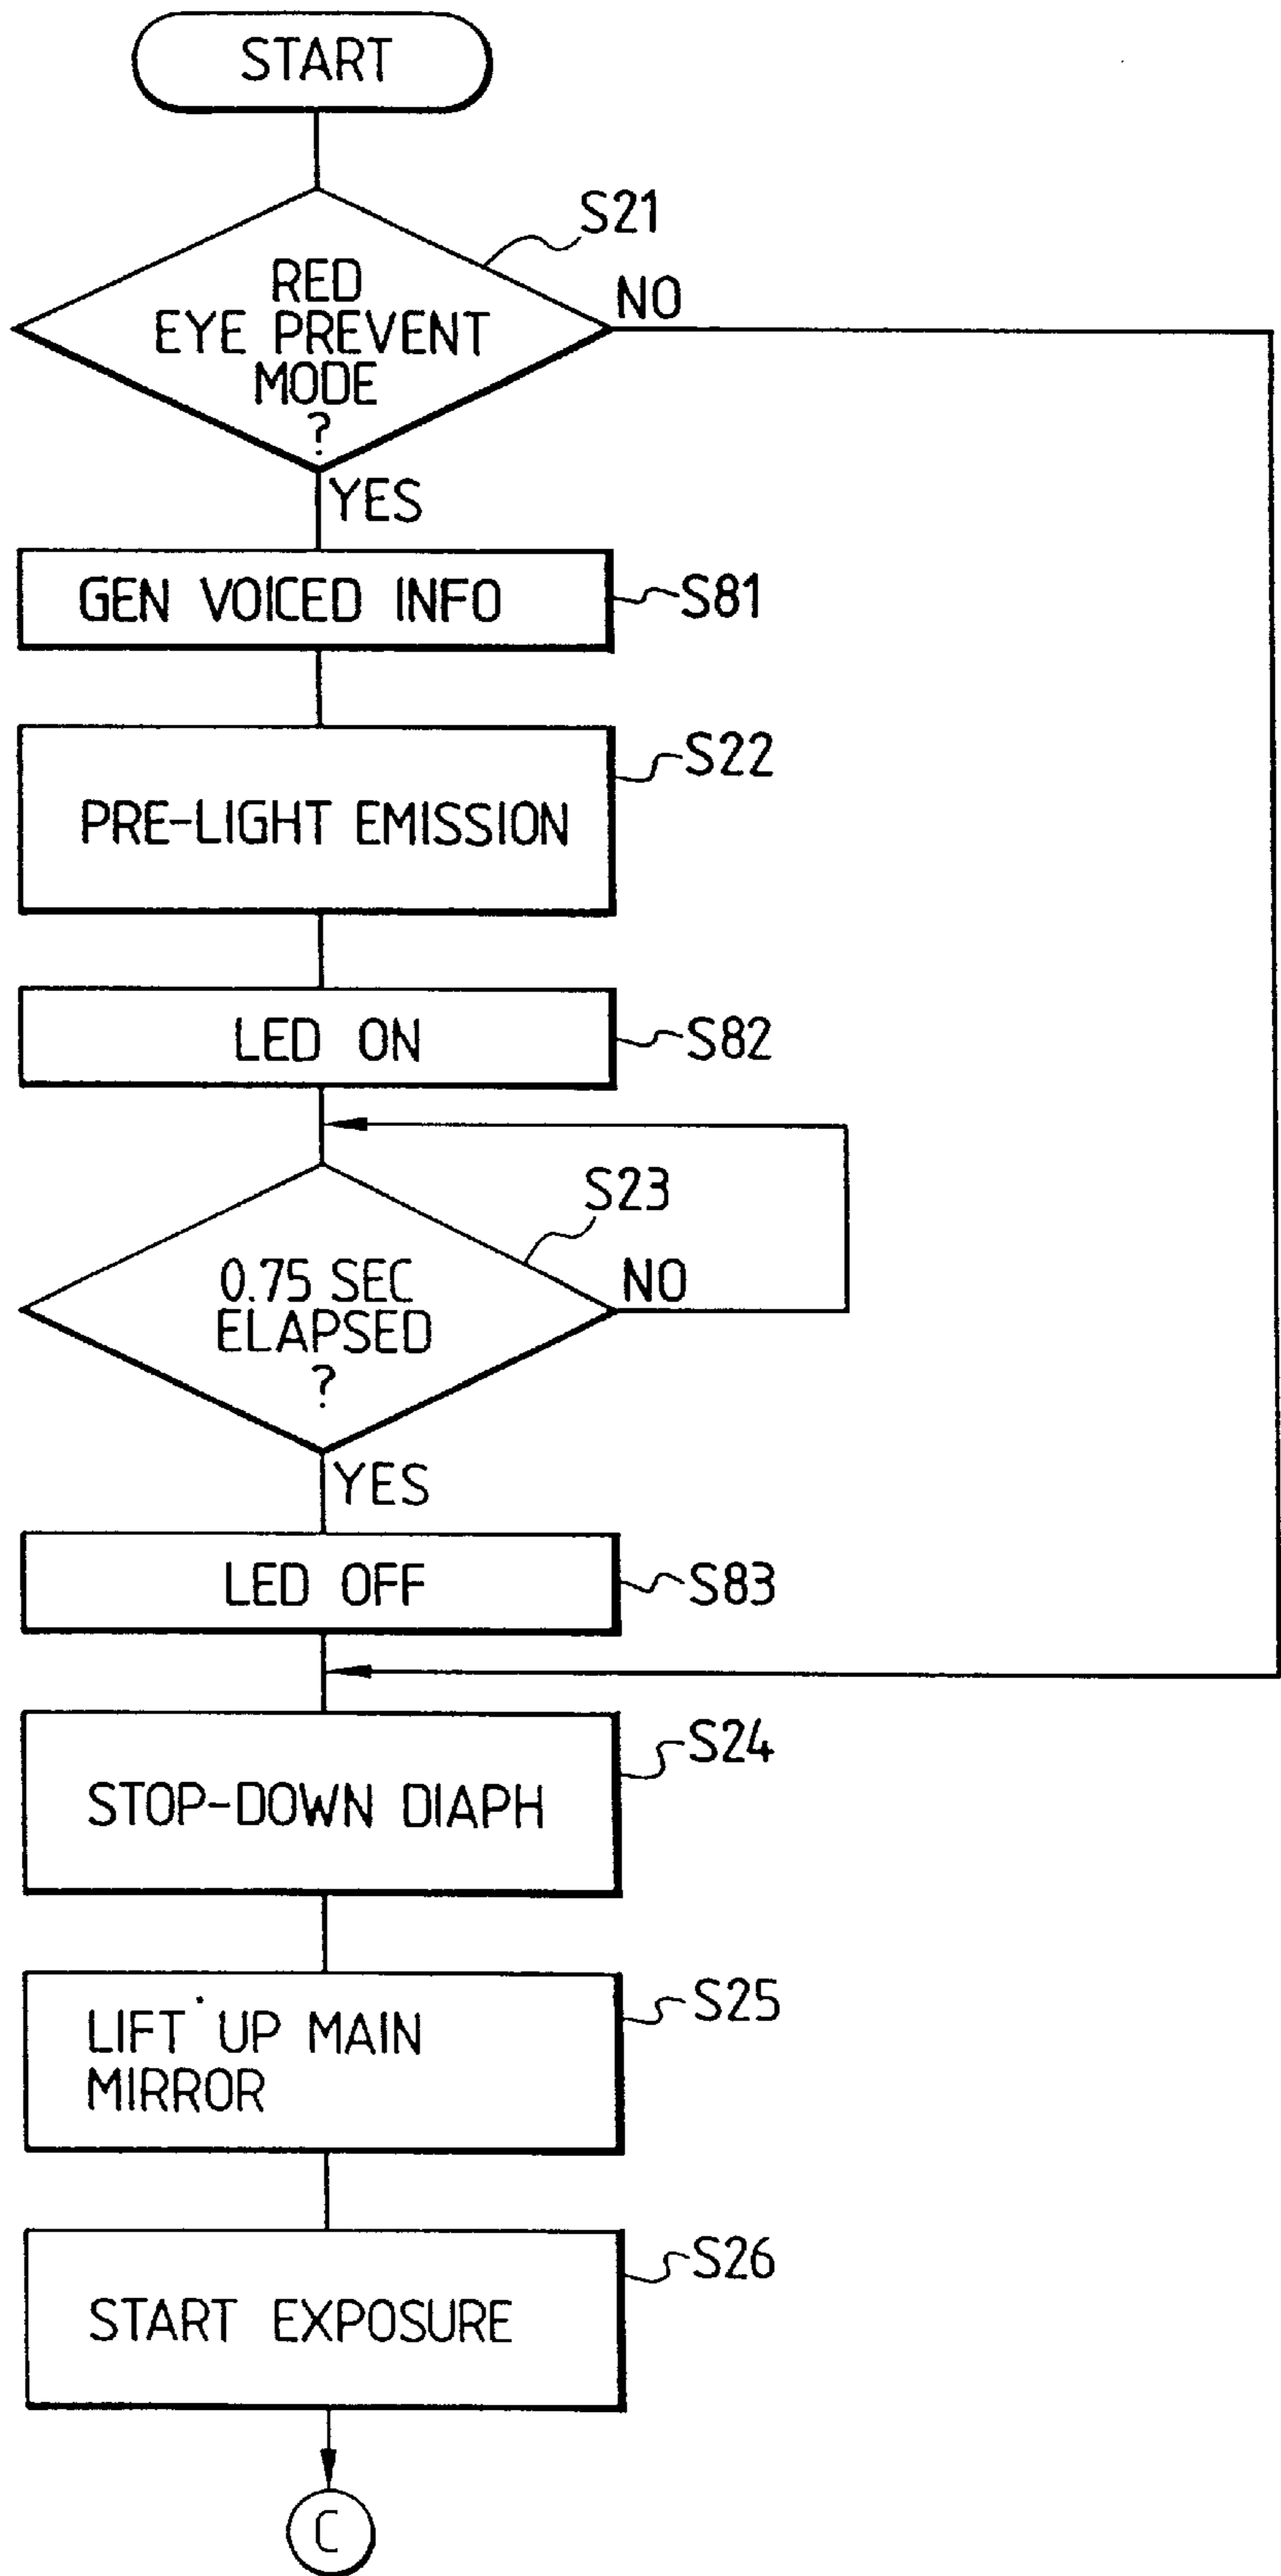 START
S21
RED
EYE PREVENT
MODE
?
NO
YES
GEN VOICED INFO
S81
S22
PRE-LIGHT EMISSION
LED ON
S82
S23
0.75 SEC
ELAPSED
?
NO
YES
LED OFF
S83
S24
STOP-DOWN DIAPH
S25
LIFT UP MAIN
MIRROR
S26
START EXPOSURE
C